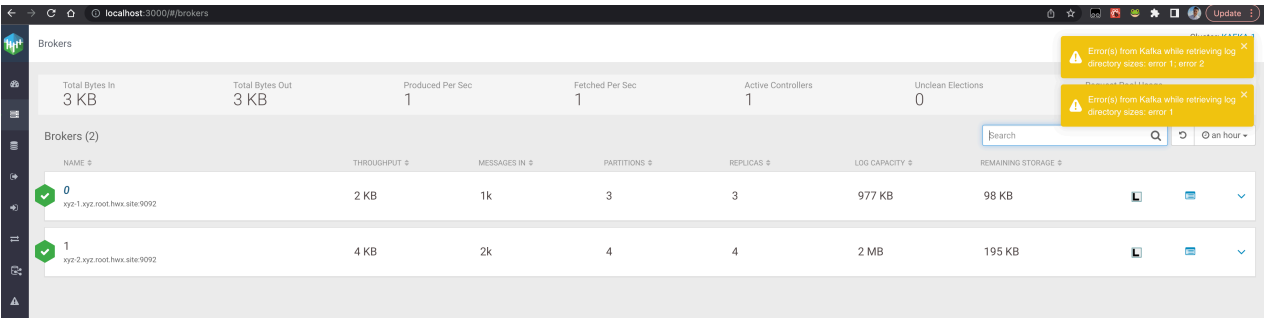 localhost:3000/#/brokers
Update
Brokers
Error(s) from Kafka while retrieving log
directory sizes: error 1; error 2
Error(s) from Kafka while retrieving log
directory sizes: error 1
Total Bytes In
3 KB
Total Bytes Out
3 KB
Produced Per Sec
1
Fetched Per Sec
1
Active Controllers
1
Unclean Elections
0
Brokers (2)
Search
an hour
NAME THROUGHPUT MESSAGES IN PARTITIONS REPLICAS LOG CAPACITY REMAINING STORAGE
0 2 KB 1k 3 3 977 KB 98 KB L
xyz-1.xyz.root.hwx.site:9092
1 4 KB 2k 4 4 2 MB 195 KB L
xyz-2.xyz.root.hwx.site:9092